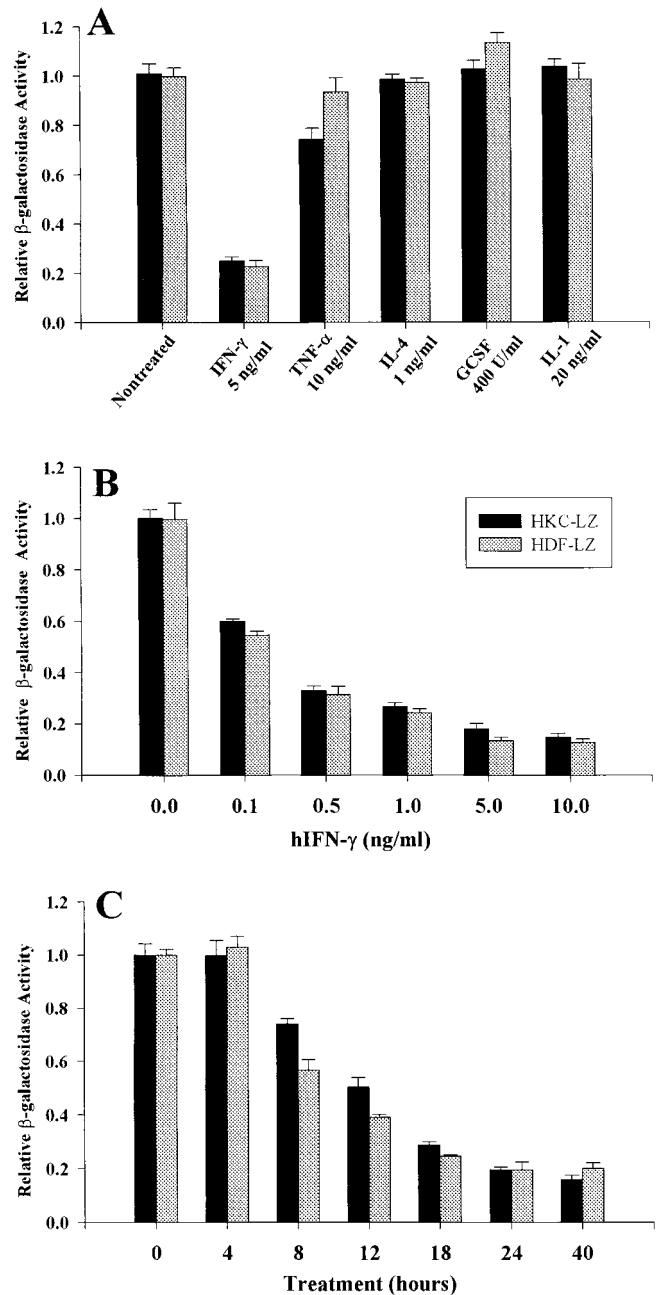 A
Relative β-galactosidase Activity
1.2
1.0
0.8
0.6
0.4
0.2
0.0
Nontreated
IFN-γ
5 ng/ml
TNF-α
10 ng/ml
IL-4
1 ng/ml
GCSF
400 U/ml
IL-1
20 ng/ml
B
Relative β-galactosidase Activity
1.2
1.0
0.8
0.6
0.4
0.2
0.0
HKC-LZ
HDF-LZ
0.0 0.1 0.5 1.0 5.0 10.0
hIFN-γ (ng/ml)
C
Relative β-galactosidase Activity
1.2
1.0
0.8
0.6
0.4
0.2
0.0
0 4 8 12 18 24 40
Treatment (hours)